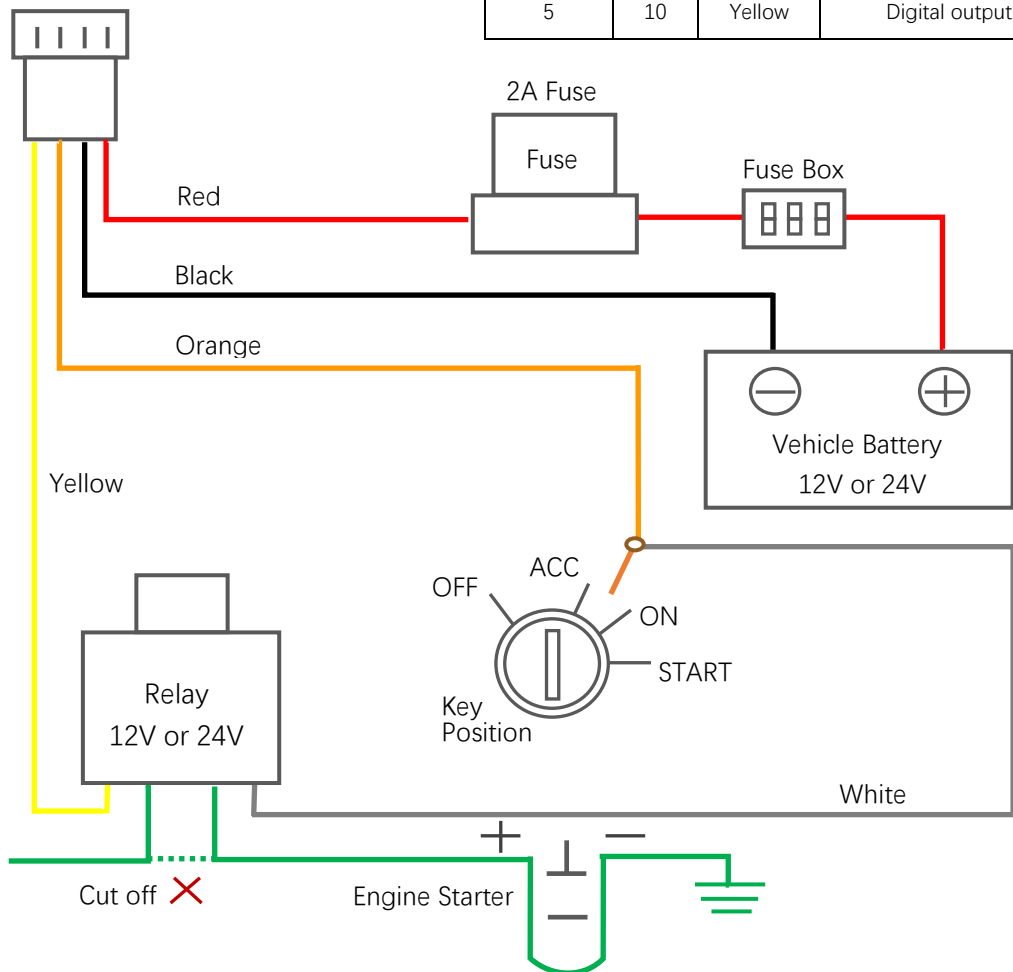 5 10 Yellow Digital output
2A Fuse
Fuse
Fuse Box
Red
Black
Orange
Vehicle Battery
12V or 24V
Yellow
ACC
OFF
ON
START
Key
Position
Relay
12V or 24V
White
Cut off
Engine Starter